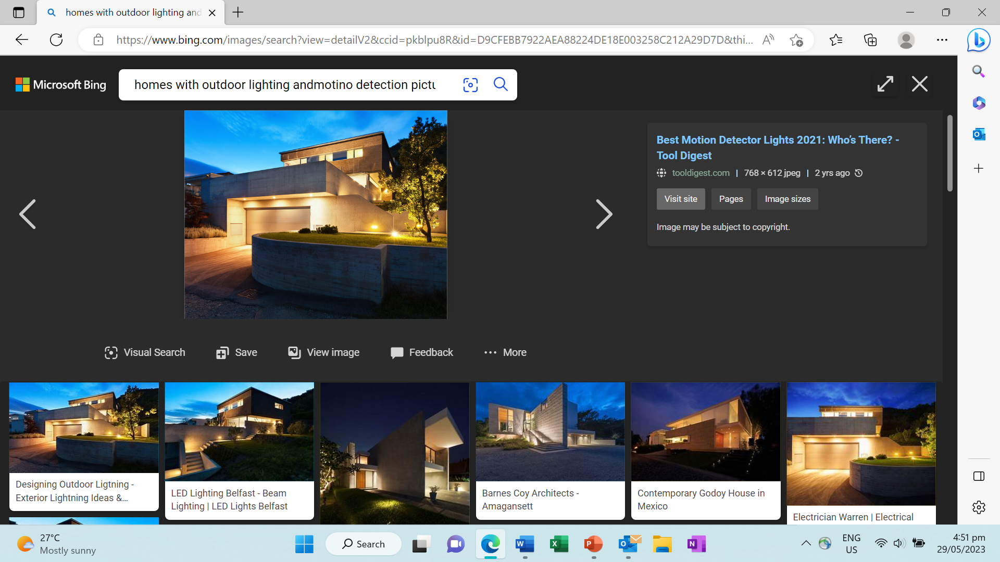 homes with outdoor lighting and
https://www.bing.com/images/search?view=detailV2&ccid=pkblpu8R&id=D9CFEBB7922AEA88224DE18E003258C212A29D7D&thi...
Microsoft Bing
homes with outdoor lighting andmotino detection pictu
Best Motion Detector Lights 2021: Who's There? -
Tool Digest
tooldigest.com | 768 × 612 jpeg | 2 yrs ago
Visit site
Pages
Image sizes
Image may be subject to copyright.
Visual Search
Save
View image
Feedback
More
Designing Outdoor Ligtning -
Exterior Lightning Ideas &...
LED Lighting Belfast - Beam
Lighting | LED Lights Belfast
Barnes Coy Architects -
Amagansett
Contemporary Godoy House in
Mexico
Electrician Warren | Electrical
27°C
Mostly sunny
Search
ENG
US
4:51 pm
29/05/2023